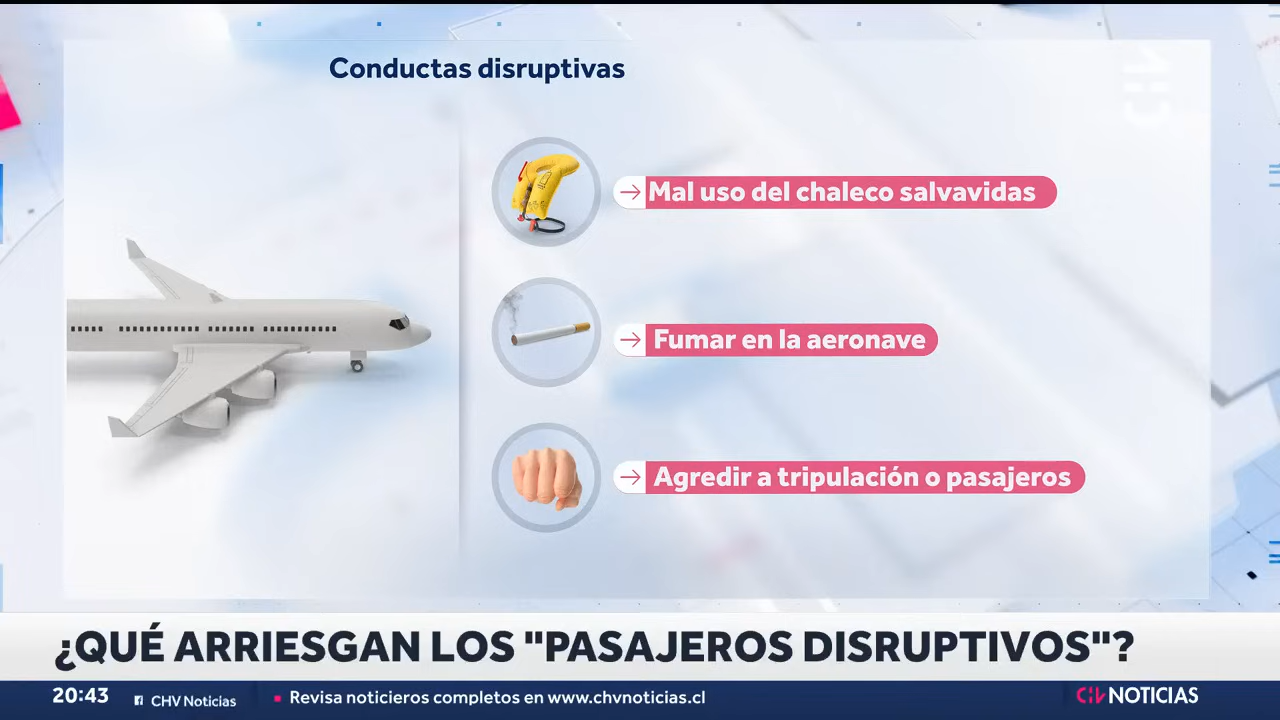 Conductas disruptivas
CHV
Mal uso del chaleco salvavidas
Fumar en la aeronave
Agredir a tripulación o pasajeros
¿QUÉ ARRIESGAN LOS "PASAJEROS DISRUPTIVOS"?
20:43 CHV Noticias Revisa noticieros completos en www.chvnoticias.cl CHV NOTICIAS